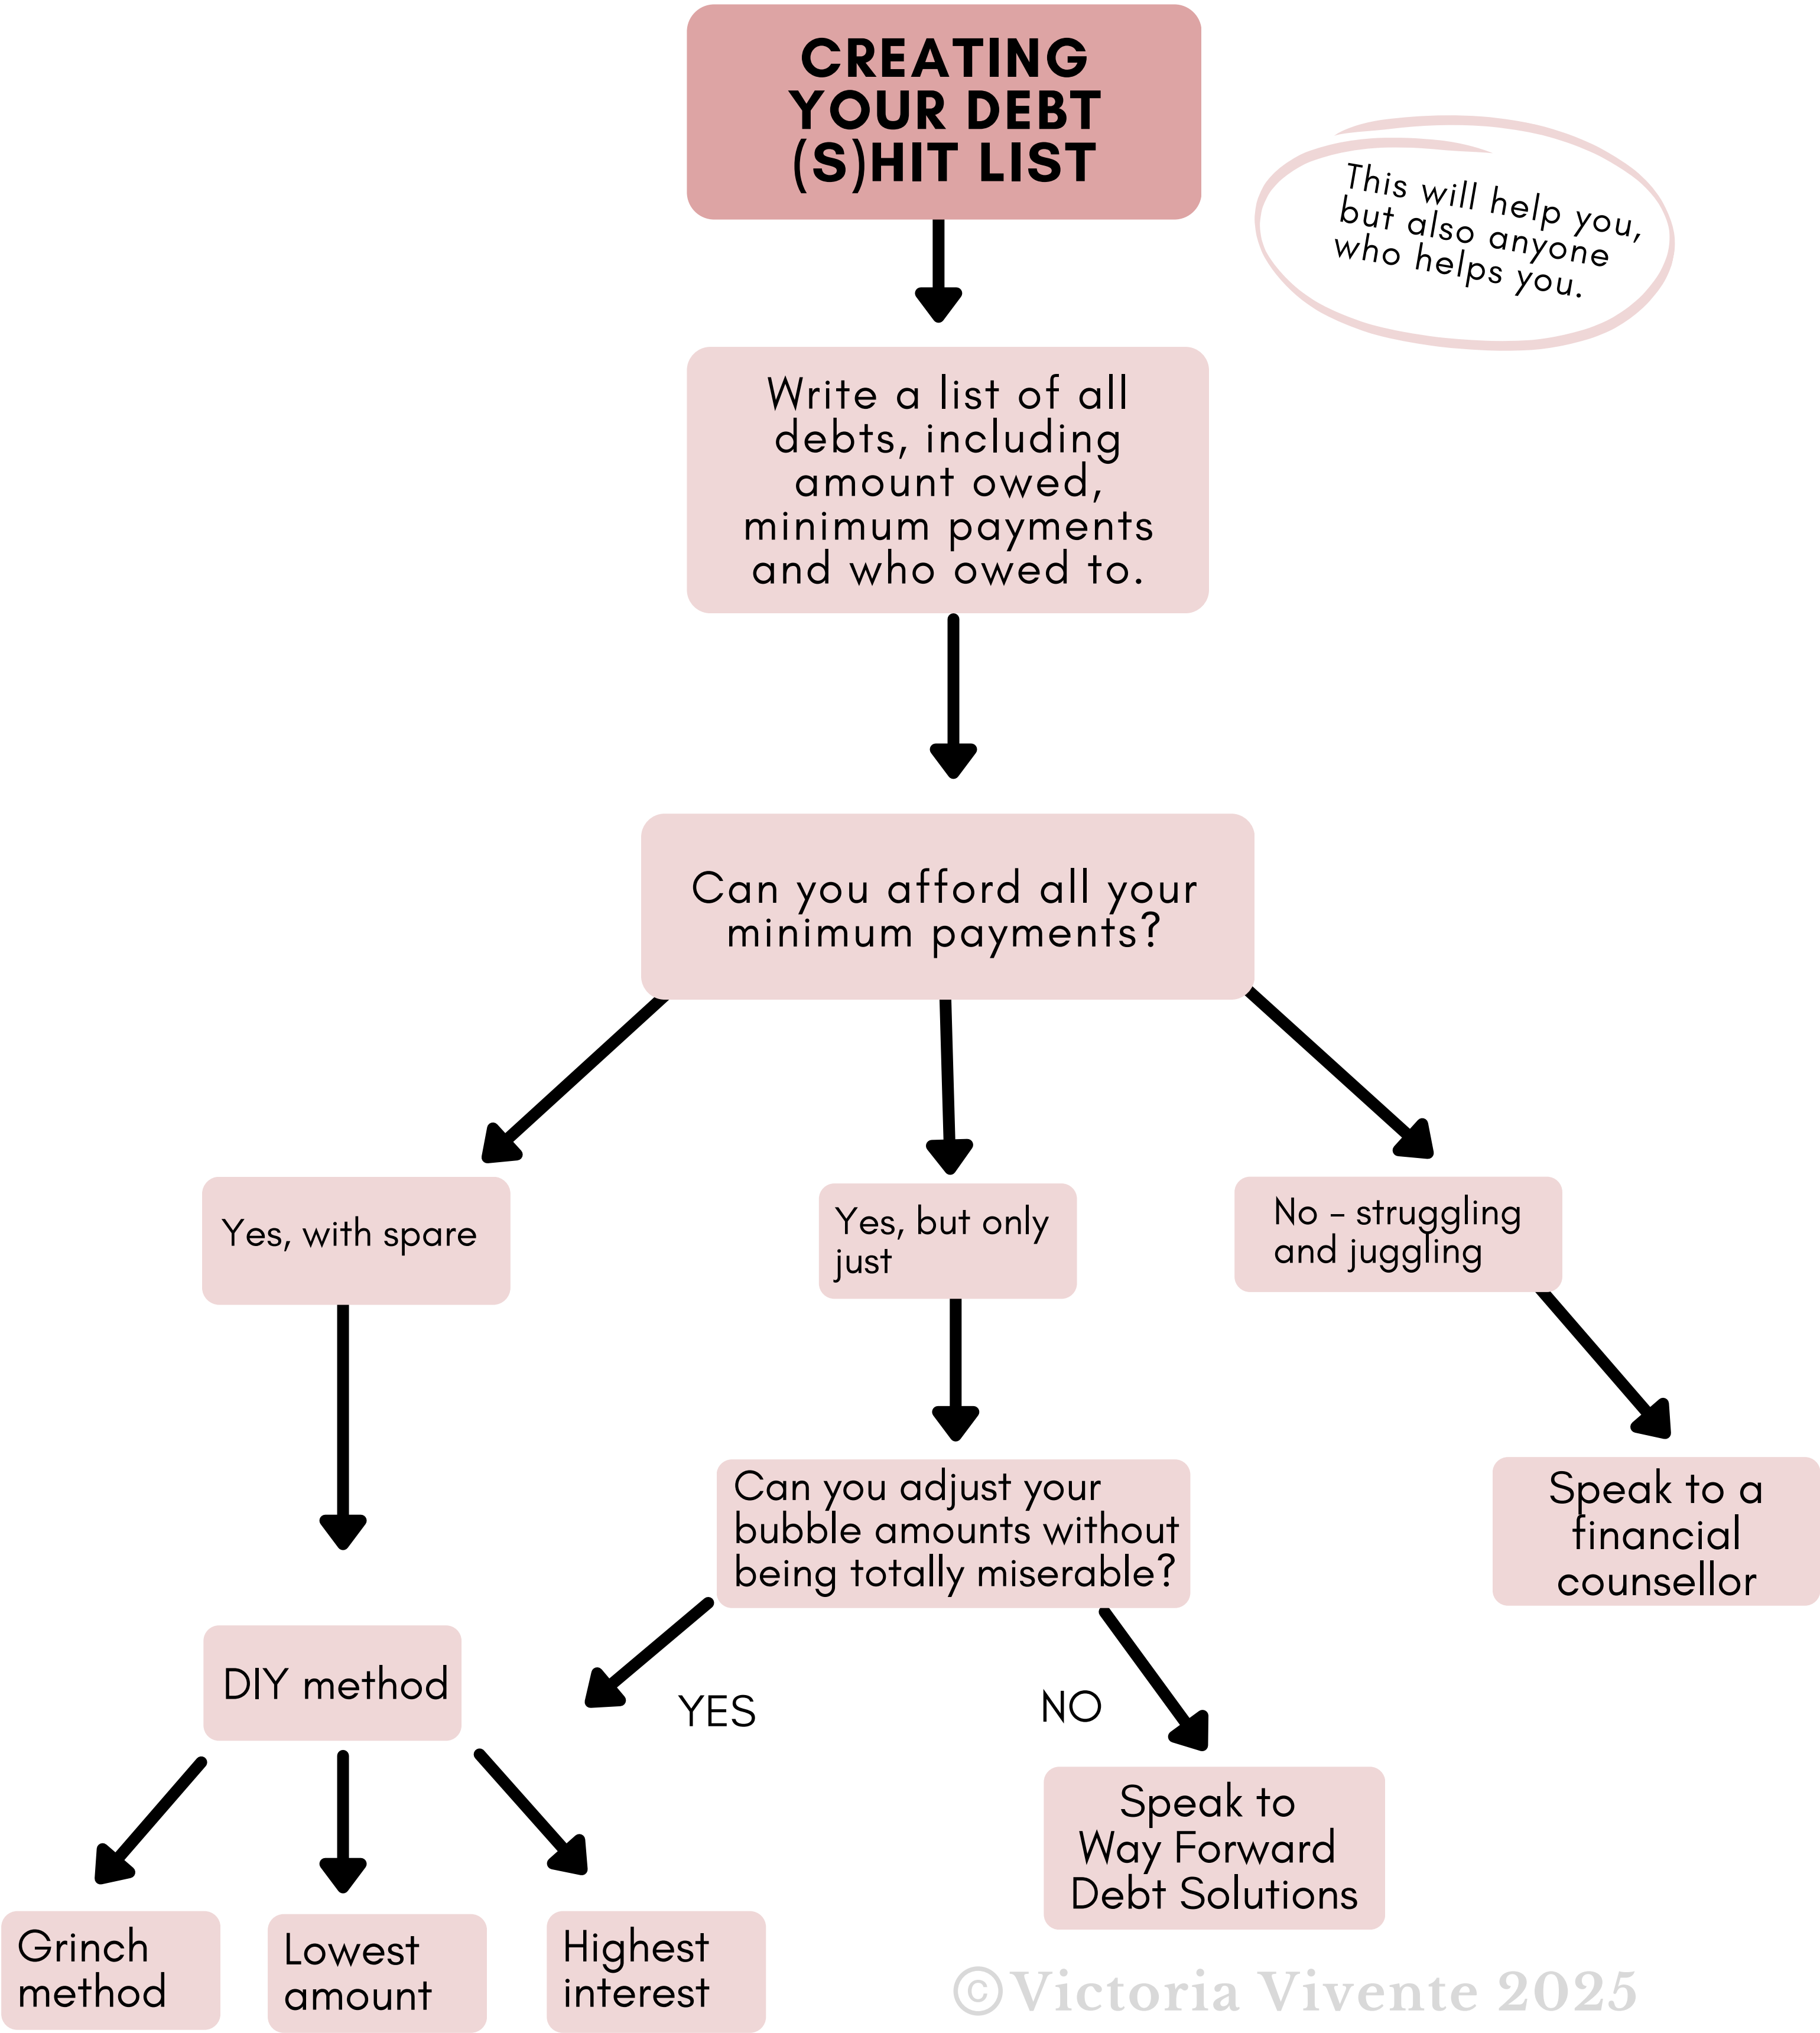 CREATING
YOUR DEBT
(S)HIT LIST
This will help you,
but also anyone
who helps you.
Write a list of all
debts, including
amount owed,
minimum payments
and who owed to.
Can you afford all your
minimum payments?
Yes, with spare
Yes, but only
just
No - struggling
and juggling
Can you adjust your
bubble amounts without
being totally miserable?
Speak to a
financial
counsellor
DIY method
YES
NO
Speak to
Way Forward
Debt Solutions
Grinch
method
Lowest
amount
Highest
interest
©Victoria Vivente 2025